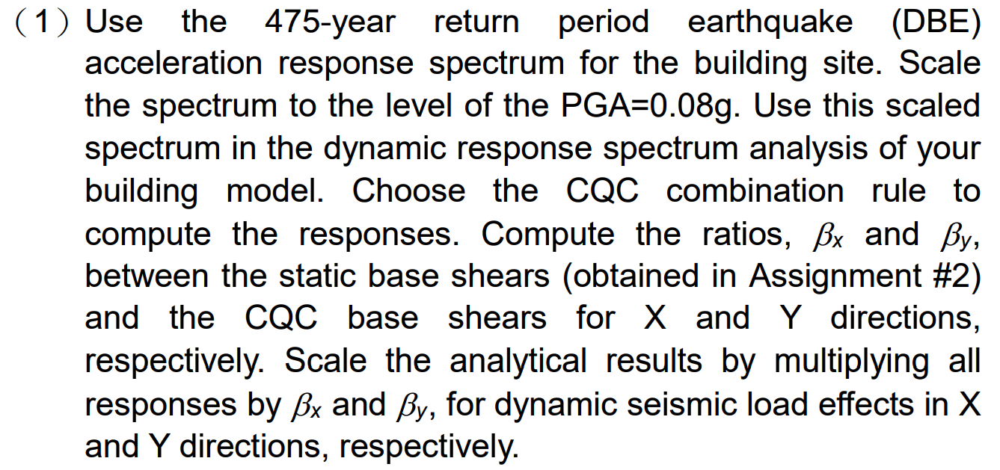 （1）Use the 475-year return period earthquake (DBE)
acceleration response spectrum for the building site. Scale
the spectrum to the level of the PGA=0.08g. Use this scaled
spectrum in the dynamic response spectrum analysis of your
building model. Choose the CQC combination rule to
compute the responses. Compute the ratios, βx and βy,
between the static base shears (obtained in Assignment #2)
and the CQC base shears for X and Y directions,
respectively. Scale the analytical results by multiplying all
responses by βx and βy, for dynamic seismic load effects in X
and Y directions, respectively.